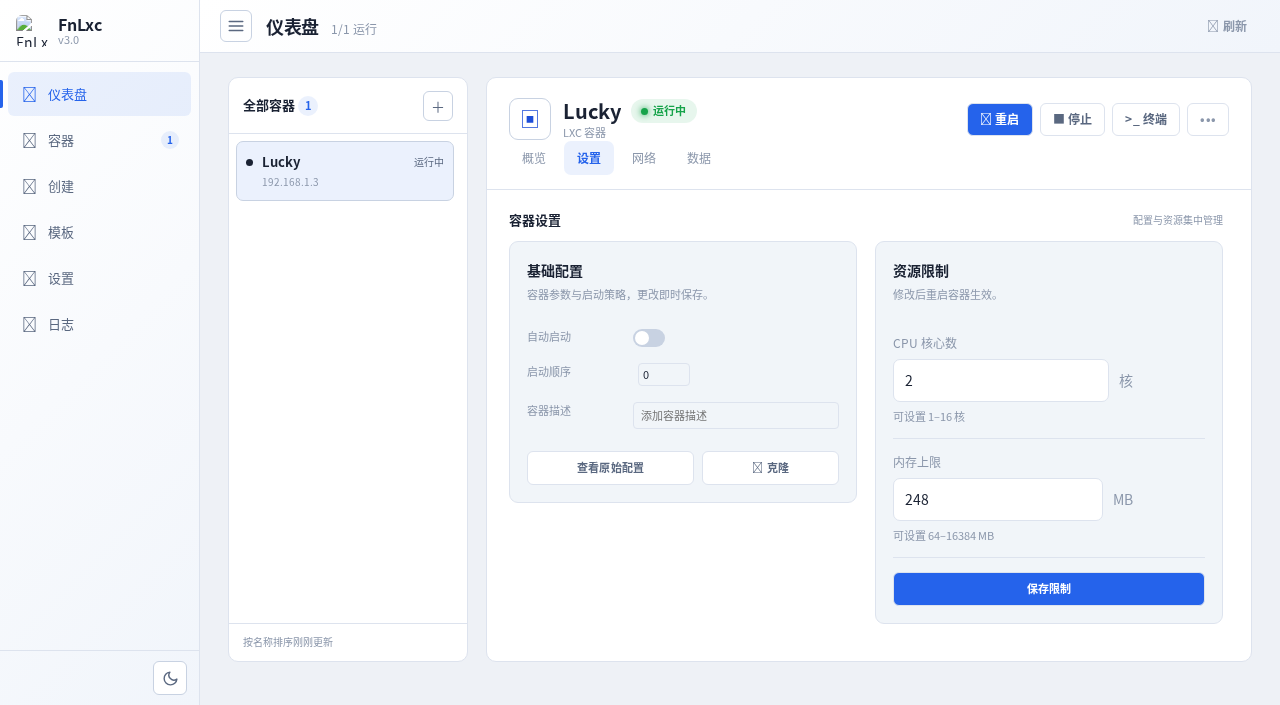 FnLxc
FnLxc
v3.0
仪表盘
容器 1
创建
模板
设置
日志
仪表盘 1/1 运行
刷新
全部容器 1
+
Lucky 运行中
192.168.1.3
按名称排序刚刚更新
Lucky 运行中
LXC 容器
重启
停止
>_ 终端
•••
概览 设置 网络 数据
容器设置
配置与资源集中管理
基础配置
容器参数与启动策略，更改即时保存。
自动启动
启动顺序 0
容器描述 添加容器描述
查看原始配置 克隆
资源限制
修改后重启容器生效。
CPU 核心数
2 核
可设置 1–16 核
内存上限
248 MB
可设置 64–16384 MB
保存限制